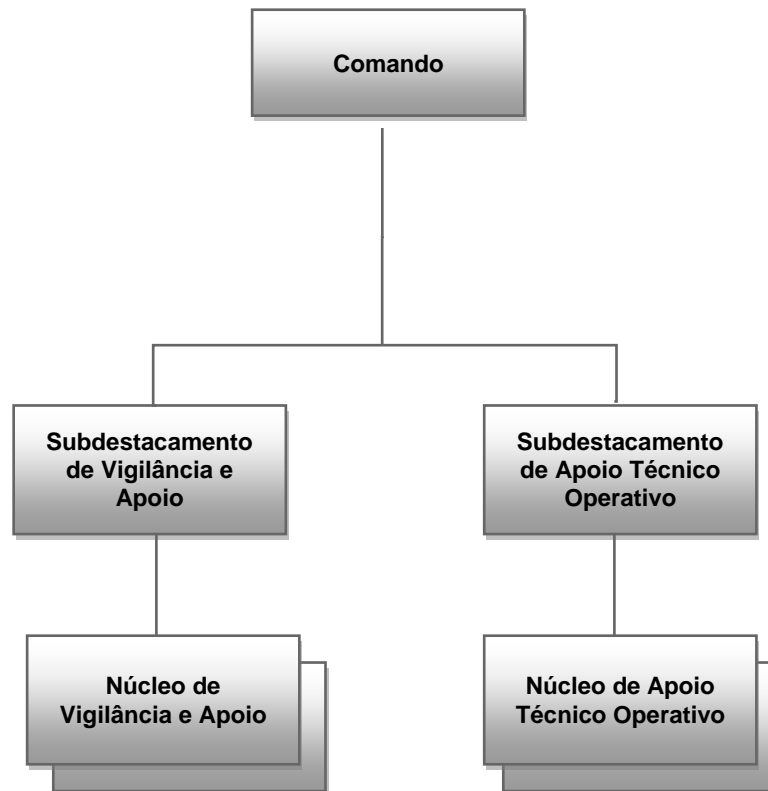 Comando
Subdestacamento
de Vigilância e
Apoio
Subdestacamento
de Apoio Técnico
Operativo
Núcleo de
Vigilância e Apoio
Núcleo de Apoio
Técnico Operativo